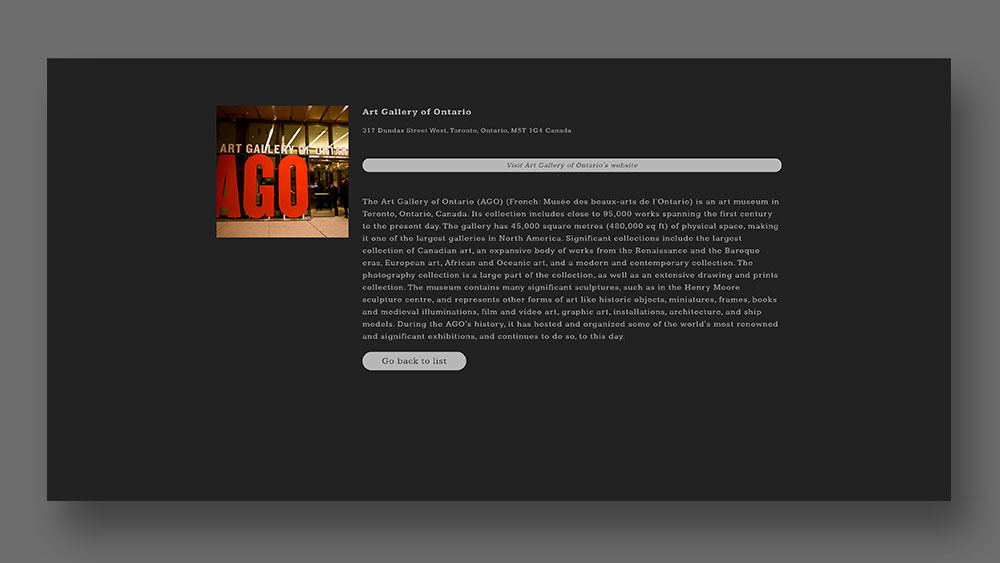 ART GALLERY OF ONTARIO
AGO
Art Gallery of Ontario
317 Dundas Street West, Toronto, Ontario, M5T 1G4 Canada
Visit Art Gallery of Ontario's website
The Art Gallery of Ontario (AGO) (French: Musée des beaux-arts de l'Ontario) is an art museum in
Toronto, Ontario, Canada. Its collection includes close to 95,000 works spanning the first century
to the present day. The gallery has 45,000 square metres (480,000 sq ft) of physical space, making
it one of the largest galleries in North America. Significant collections include the largest
collection of Canadian art, an expansive body of works from the Renaissance and the Baroque
eras, European art, African and Oceanic art, and a modern and contemporary collection. The
photography collection is a large part of the collection, as well as an extensive drawing and prints
collection. The museum contains many significant sculptures, such as in the Henry Moore
sculpture centre, and represents other forms of art like historic objects, miniatures, frames, books
and medieval illuminations, film and video art, graphic art, installations, architecture, and ship
models. During the AGO's history, it has hosted and organized some of the world's most renowned
and significant exhibitions, and continues to do so, to this day.
Go back to list